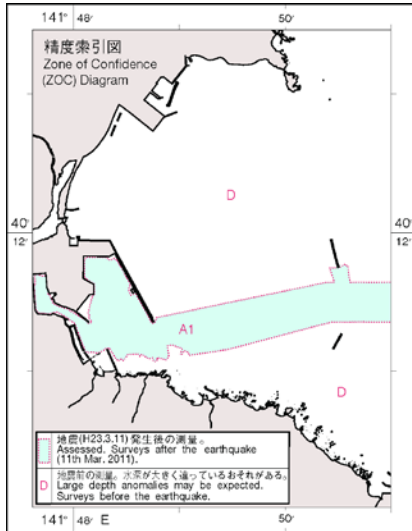 141° 48′ 50′
精度索引図
Zone of Confidence
(ZOC) Diagram
D
40° 40°
12′ 12′
A1
D
地震(H23.3.11)発生後の測量。
Assessed. Surveys after the earthquake
(11th Mar. 2011).
D 地震前の測量。水深が大きく違っているおそれがある。
Large depth anomalies may be expected.
Surveys before the earthquake.
141° 48′ E 50′